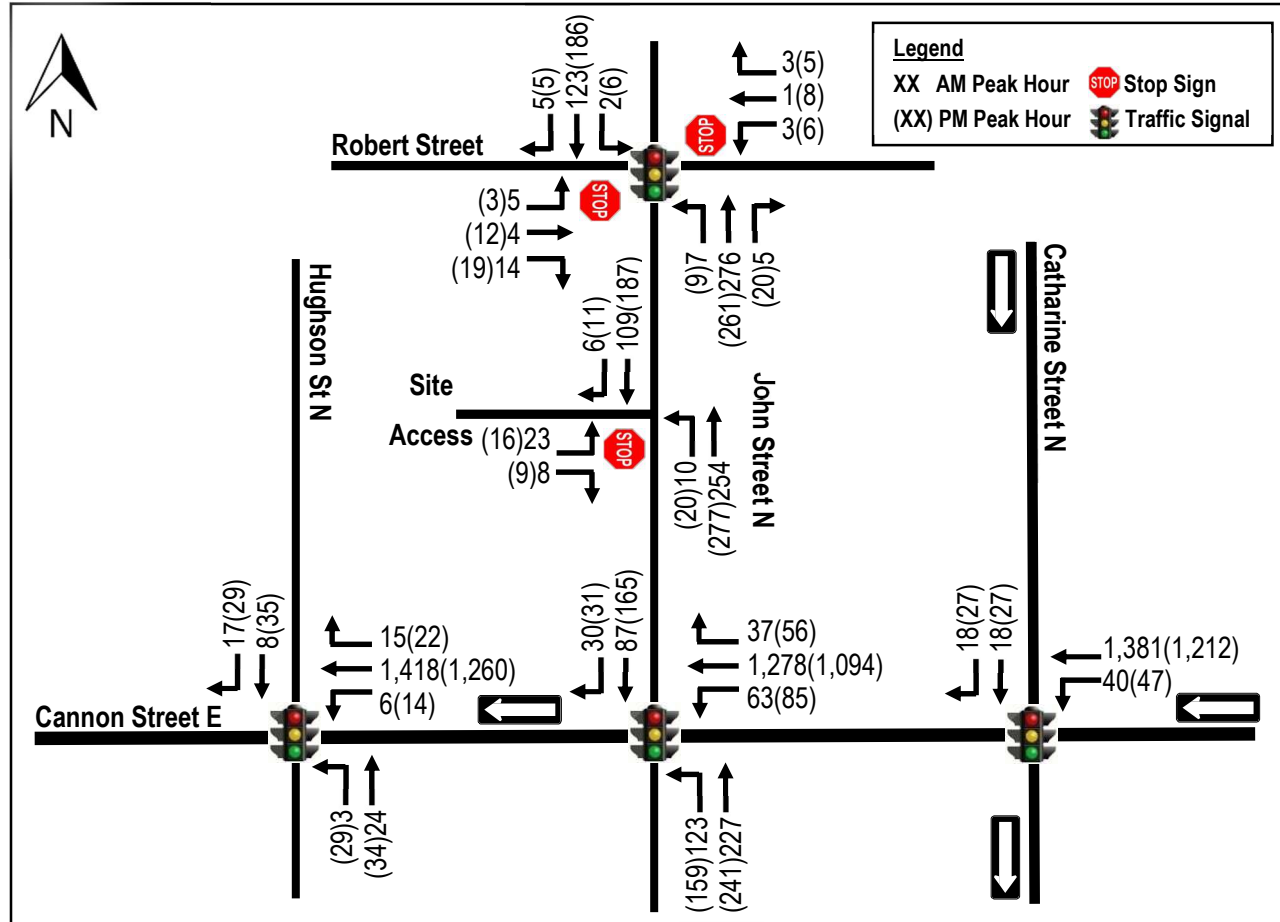 Legend
XX AM Peak Hour
STOP Stop Sign
(XX) PM Peak Hour
Traffic Signal
N
5(5)
123(186)
2(6)
3(5)
1(8)
3(6)
STOP
Robert Street
(3)5
(12)4
(19)14
STOP
(9)7
(261)276
(20)5
Hughson St N
6(11)
109(187)
Site
Access
(16)23
(9)8
STOP
(20)10
(277)254
John Street N
Catharine Street N
17(29)
8(35)
15(22)
1,418(1,260)
6(14)
30(31)
87(165)
37(56)
1,278(1,094)
63(85)
18(27)
18(27)
1,381(1,212)
40(47)
Cannon Street E
(29)3
(34)24
(159)123
(241)227